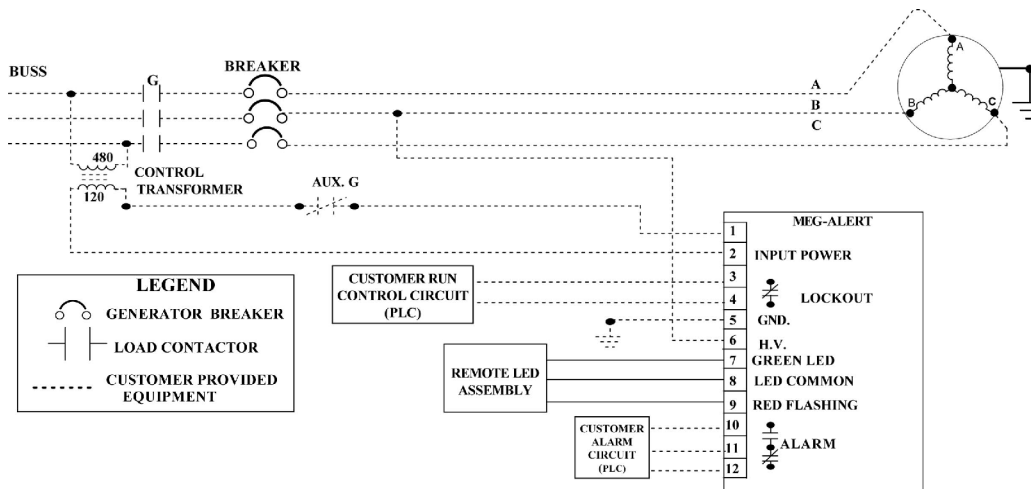 BUSS
G
BREAKER
A
B
C
A
B
C
480
120
CONTROL
TRANSFORMER
AUX. G
MEG-ALERT
1
2 INPUT POWER
3
4
LOCKOUT
5 GND.
6 H.V.
7 GREEN LED
8 LED COMMON
9 RED FLASHING
10
11
12
ALARM
CUSTOMER RUN
CONTROL CIRCUIT
(PLC)
REMOTE LED
ASSEMBLY
CUSTOMER
ALARM
CIRCUIT
(PLC)
LEGEND
GENERATOR BREAKER
LOAD CONTACTOR
CUSTOMER PROVIDED
EQUIPMENT